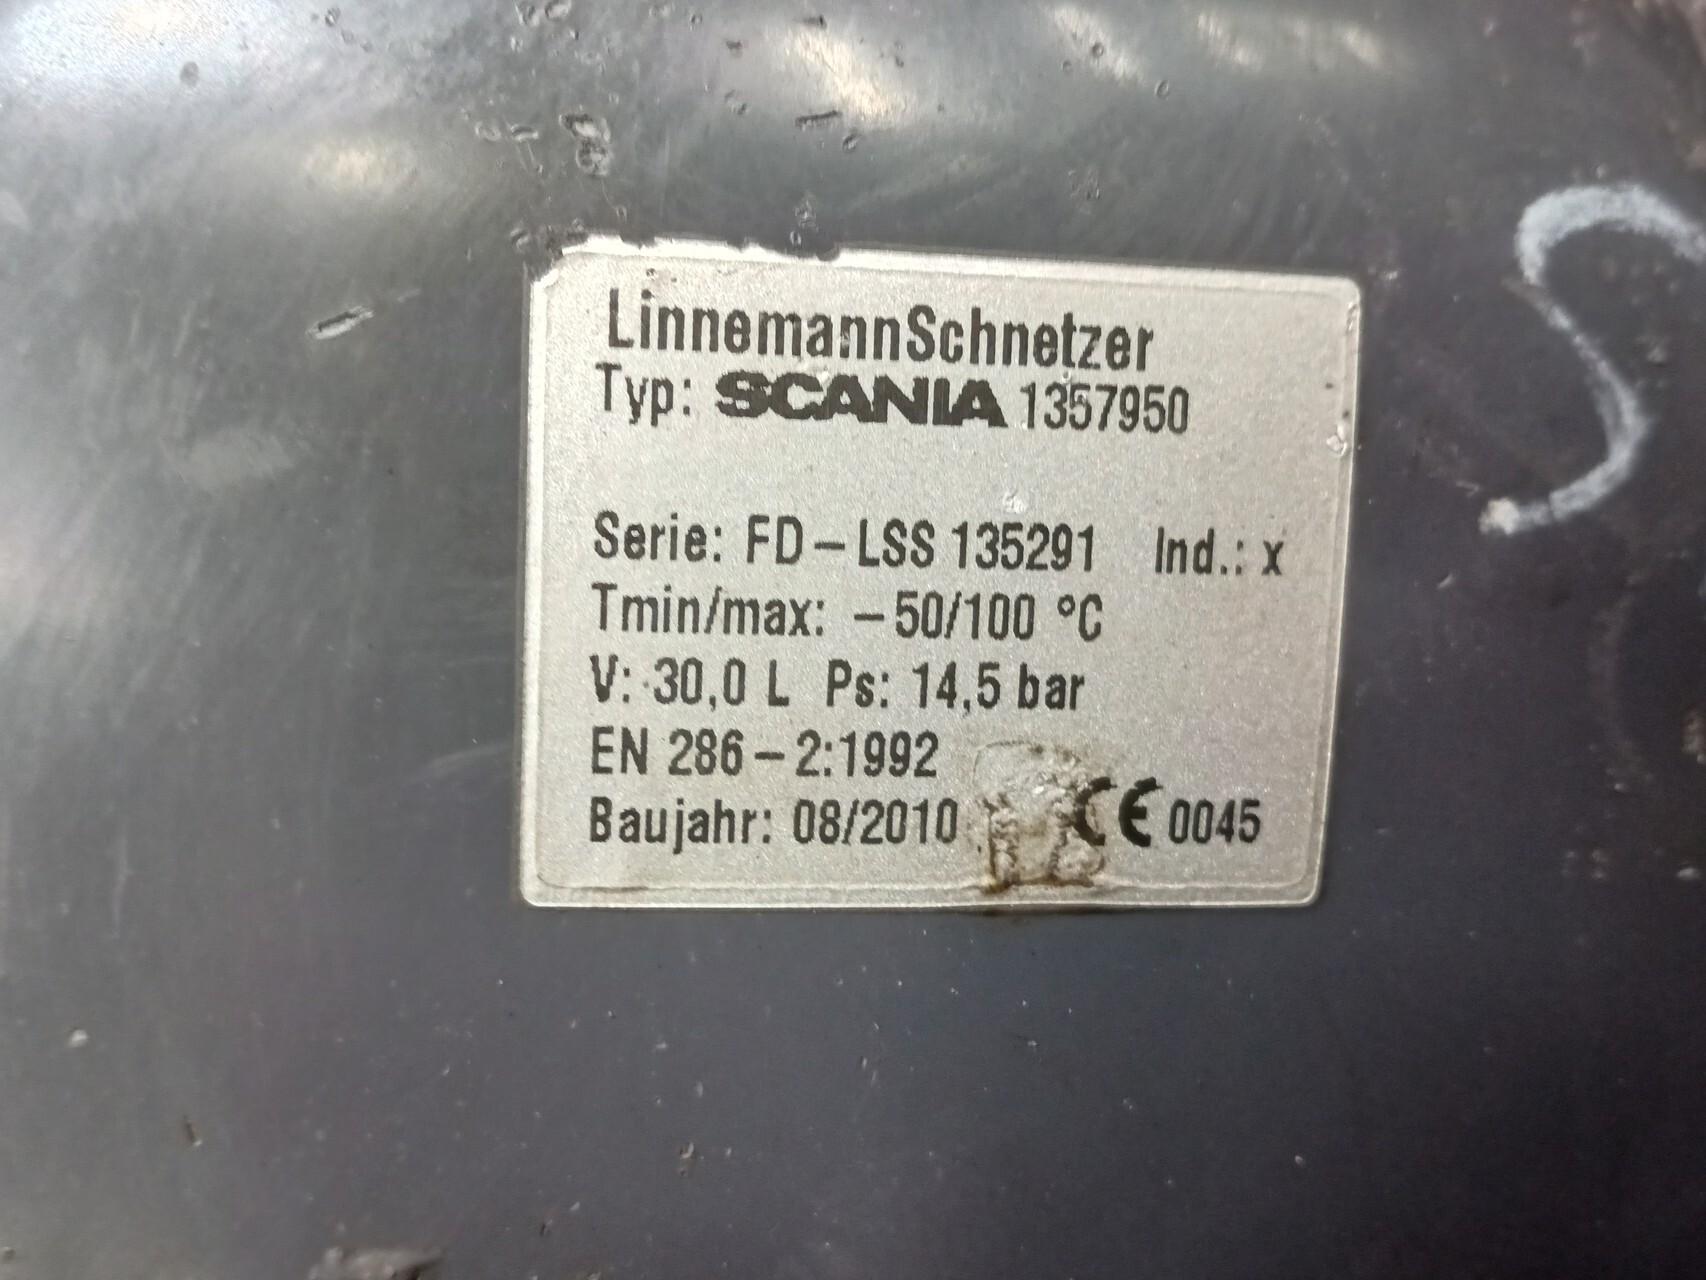 LinnemannSchnetzer
Typ: SCANIA 1357950
Serie: FD – LSS 135291 Ind.: x
Tmin/max: – 50/100 °C
V: 30,0 L Ps: 14,5 bar
EN 286 – 2:1992
Baujahr: 08/2010 CE 0045
S